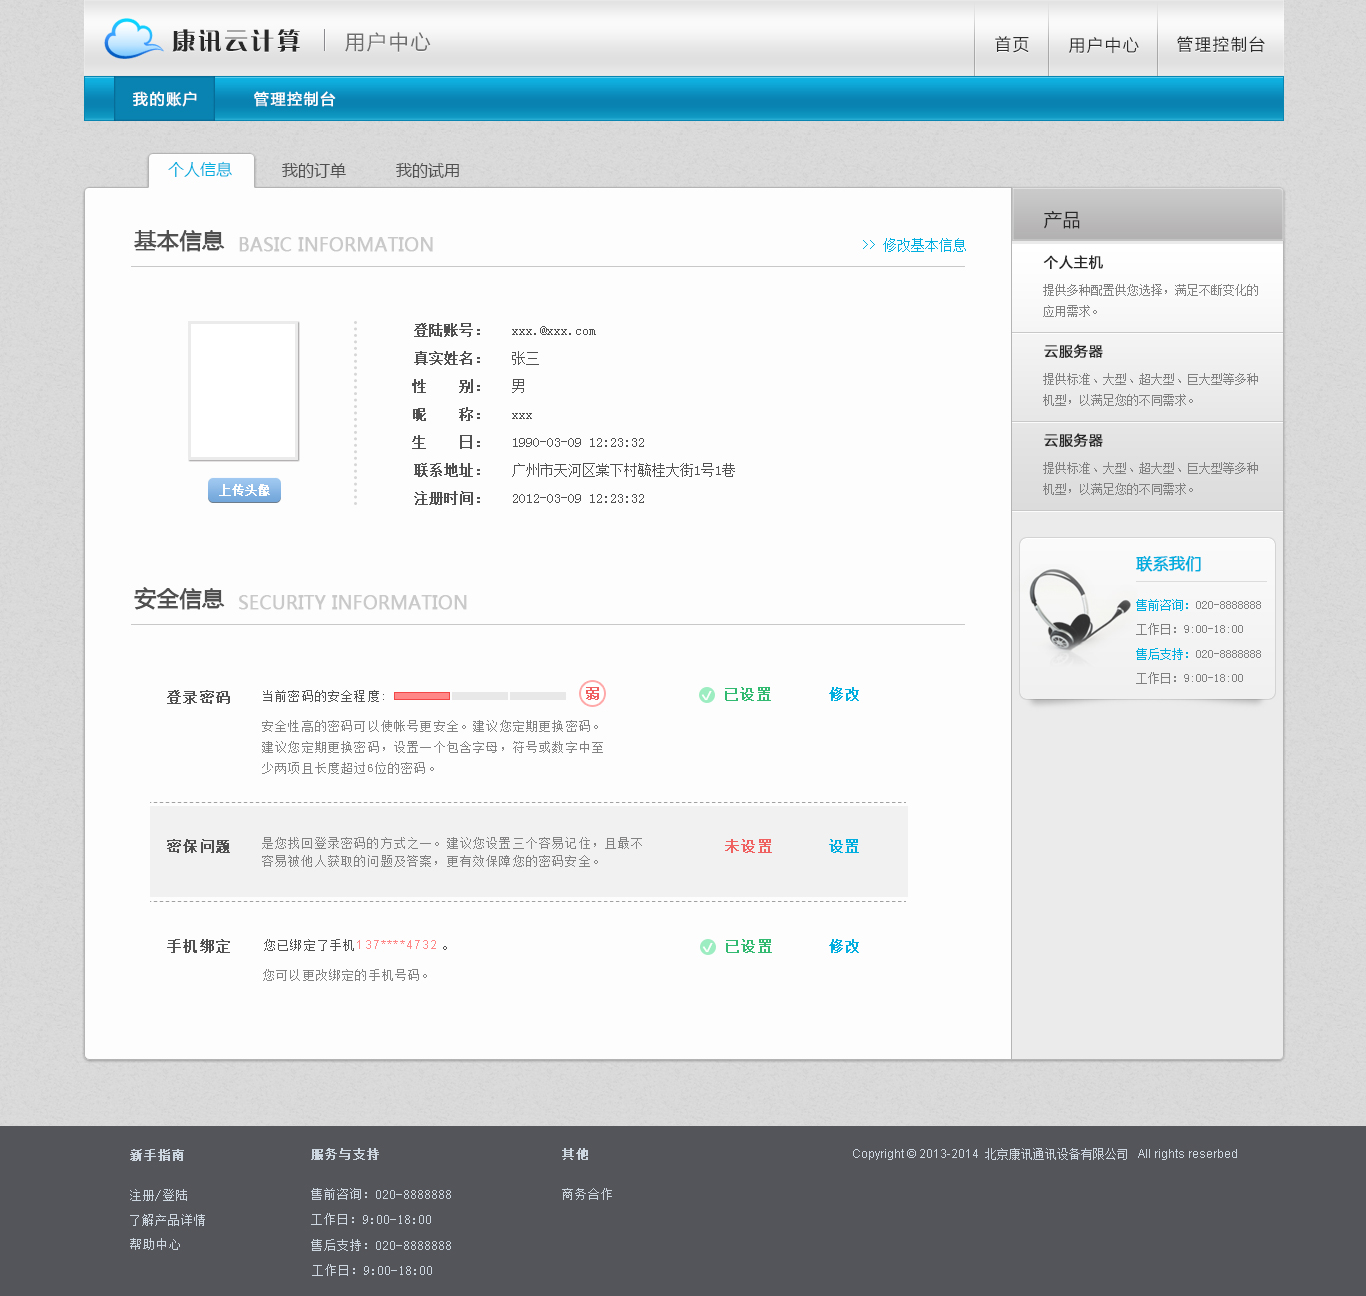 康讯云计算 用户中心
首页 用户中心 管理控制台
我的账户 管理控制台
个人信息 我的订单 我的试用
基本信息 BASIC INFORMATION
>> 修改基本信息
登陆账号： xxx.@xxx.com
真实姓名： 张三
性 别： 男
昵 称： xxx
生 日： 1990-03-09 12:23:32
联系地址： 广州市天河区棠下村毓桂大街1号1巷
注册时间： 2012-03-09 12:23:32
上传头像
安全信息 SECURITY INFORMATION
登录密码 当前密码的安全程度： 弱 已设置 修改
安全性高的密码可以使帐号更安全。建议您定期更换密码。
建议您定期更换密码，设置一个包含字母，符号或数字中至
少两项且长度超过6位的密码。
密保问题
是您找回登录密码的方式之一。建议您设置三个容易记住，且最不
容易被他人获取的问题及答案，更有效保障您的密码安全。
未设置 设置
手机绑定 您已绑定了手机137****4732 。 已设置 修改
您可以更改绑定的手机号码。
产品
个人主机
提供多种配置供您选择，满足不断变化的
应用需求。
云服务器
提供标准、大型、超大型、巨大型等多种
机型，以满足您的不同需求。
云服务器
提供标准、大型、超大型、巨大型等多种
机型，以满足您的不同需求。
联系我们
售前咨询：020-8888888
工作日：9:00-18:00
售后支持：020-8888888
工作日：9:00-18:00
新手指南
注册/登陆
了解产品详情
帮助中心
服务与支持
售前咨询：020-8888888
工作日：9:00-18:00
售后支持：020-8888888
工作日：9:00-18:00
其他
商务合作
Copyright © 2013-2014 北京康讯通讯设备有限公司 All rights reserbed